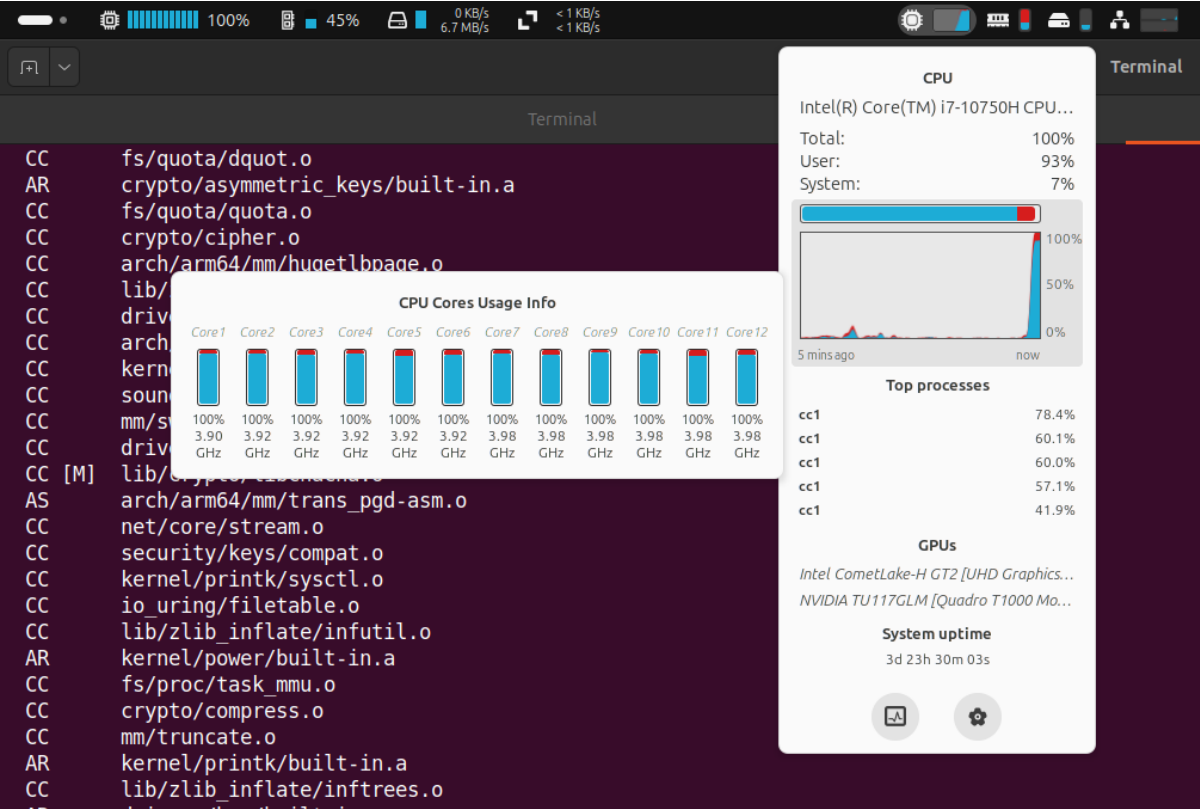 100% 45% 0 KB/s < 1 KB/s
6.7 MB/s < 1 KB/s
Terminal
Terminal
CC fs/quota/dquot.o
AR crypto/asymmetric_keys/built-in.a
CC fs/quota/quota.o
CC crypto/cipher.o
CC arch/arm64/mm/hugetlbpage.o
CC lib/
CC
CC arch
CC
CC
CC
CC
CC [M] lib/crypto/libchacha.o
AS arch/arm64/mm/trans_pgd-asm.o
CC net/core/stream.o
CC security/keys/compat.o
CC kernel/printk/sysctl.o
CC io_uring/filetable.o
CC lib/zlib_inflate/infutil.o
AR kernel/power/built-in.a
CC fs/proc/task_mmu.o
CC crypto/compress.o
CC mm/truncate.o
AR kernel/printk/built-in.a
CC lib/zlib_inflate/inftrees.o
CPU Cores Usage Info
Core1 Core2 Core3 Core4 Core5 Core6 Core7 Core8 Core9 Core10 Core11 Core12
100% 100% 100% 100% 100% 100% 100% 100% 100% 100% 100% 100%
3.90 3.92 3.92 3.92 3.92 3.92 3.98 3.98 3.98 3.98 3.98 3.98
GHz GHz GHz GHz GHz GHz GHz GHz GHz GHz GHz GHz
CPU
Intel(R) Core(TM) i7-10750H CPU...
Total: 100%
User: 93%
System: 7%
100%
50%
0%
5 mins ago now
Top processes
cc1 78.4%
cc1 60.1%
cc1 60.0%
cc1 57.1%
cc1 41.9%
GPUs
Intel CometLake-H GT2 [UHD Graphics...
NVIDIA TU117GLM [Quadro T1000 Mo...
System uptime
3d 23h 30m 03s